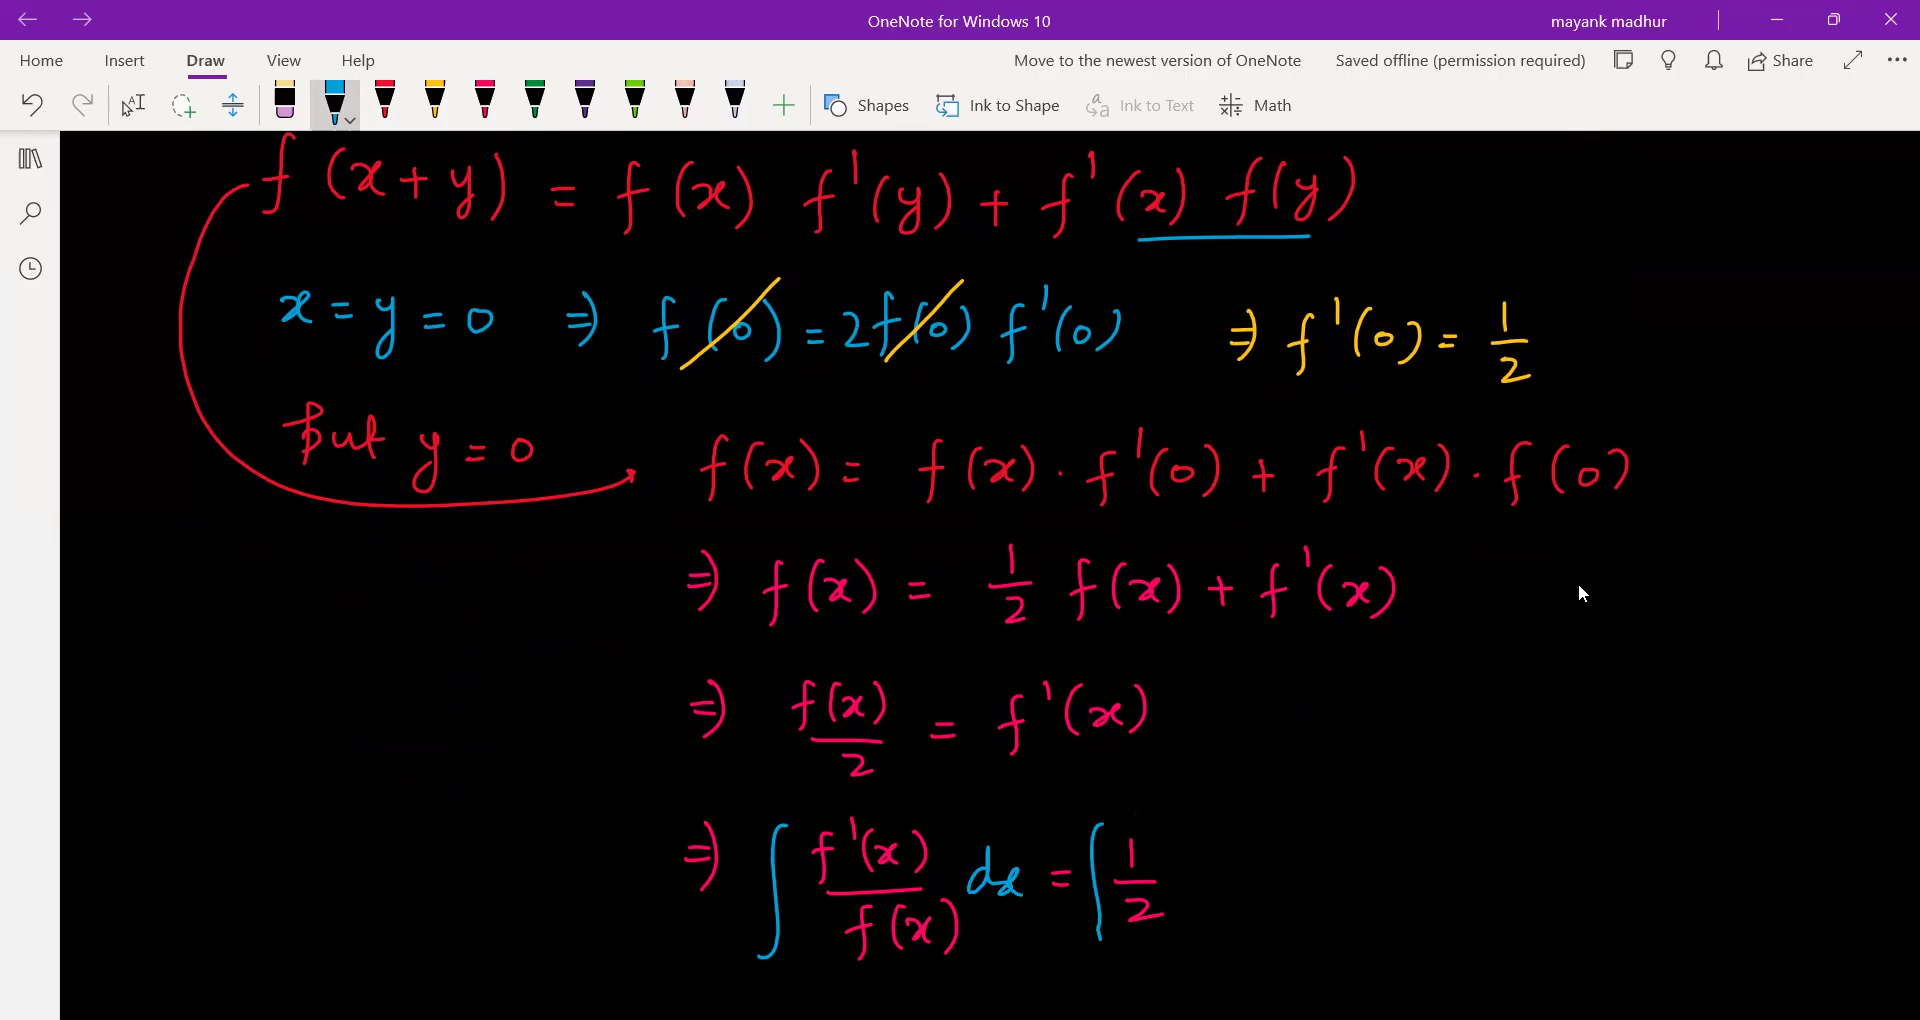 OneNote for Windows 10 mayank madhur
Home Insert Draw View Help Move to the newest version of OneNote Saved offline (permission required) Share
Shapes Ink to Shape Ink to Text Math
f (x+y) = f (x) f'(y) + f'(x) f(y)
x = y = 0 ⇒ f (0) = 2f(0) f'(0) ⇒ f'(0) = 1/2
Put y = 0 f(x) = f(x) · f'(0) + f'(x) · f(0)
⇒ f(x) = 1/2 f(x) + f'(x)
⇒ f(x)/2 = f'(x)
⇒ ∫ f'(x)/f(x) dx = ∫ 1/2